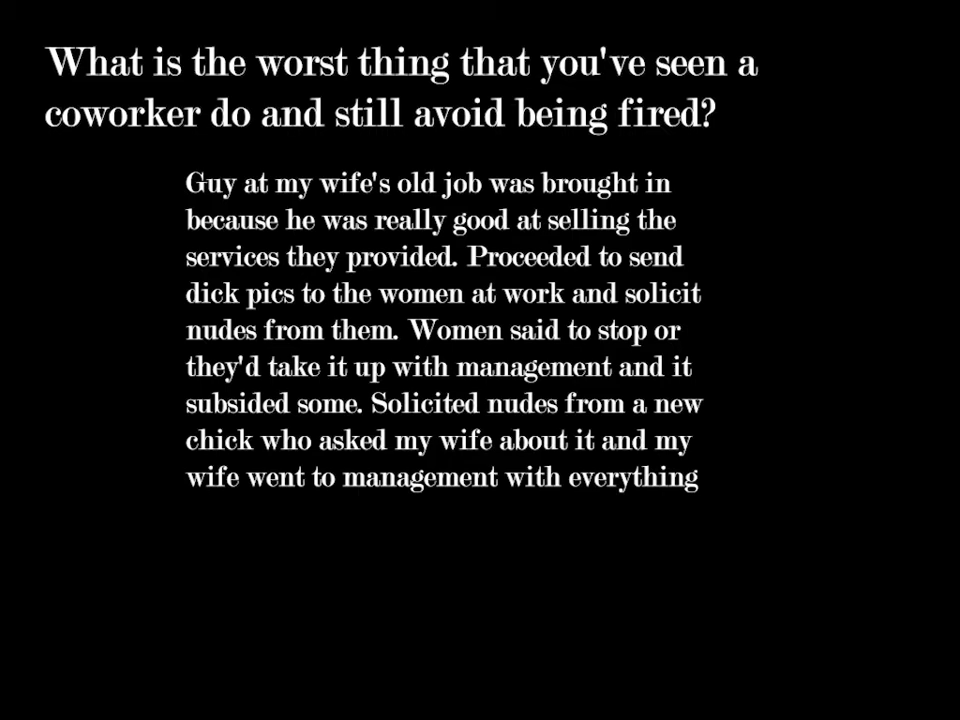 What is the worst thing that you've seen a
coworker do and still avoid being fired?
Guy at my wife's old job was brought in
because he was really good at selling the
services they provided. Proceeded to send
dick pics to the women at work and solicit
nudes from them. Women said to stop or
they'd take it up with management and it
subsided some. Solicited nudes from a new
chick who asked my wife about it and my
wife went to management with everything